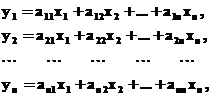 y₁=a₁₁x₁+a₁₂x₂+...+a₁ₙxₙ,
y₂=a₂₁x₁+a₂₂x₂+...+a₂ₙxₙ,
... ... ... ... ...
yₙ=aₙ₁x₁+aₙ₂x₂+...+aₙₙxₙ,